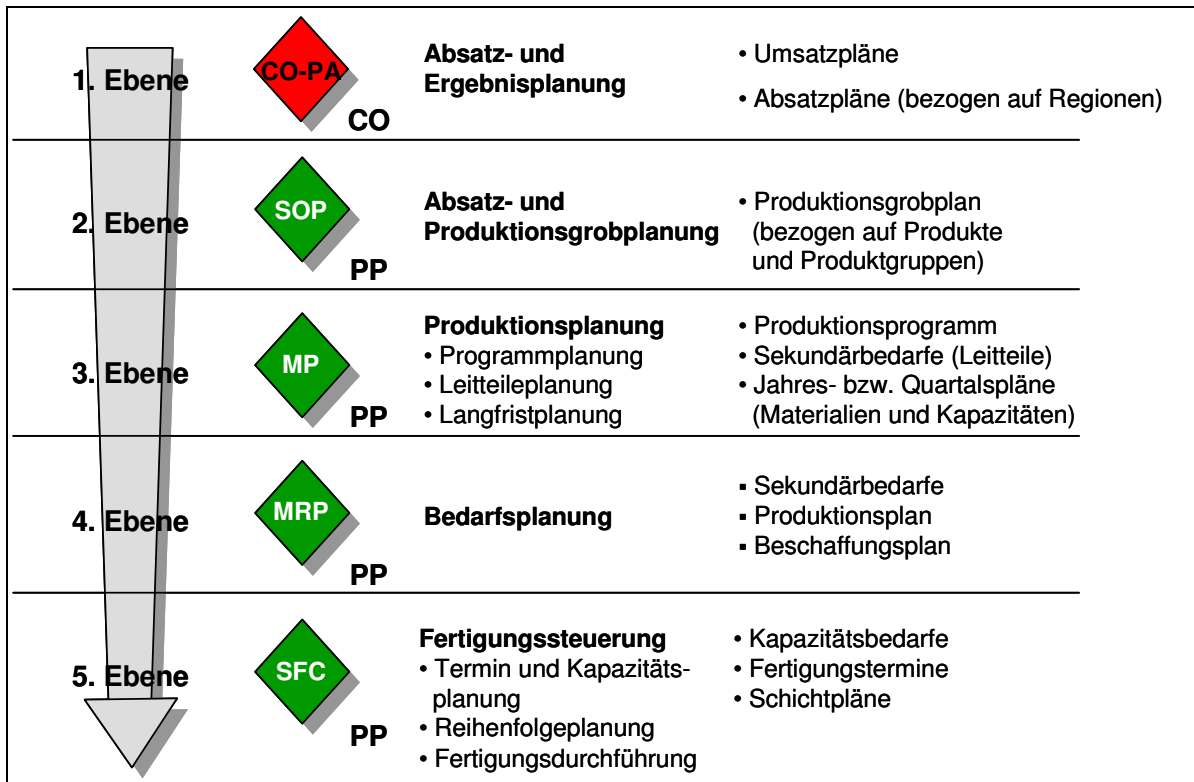 1. Ebene
CO-PA
CO
Absatz- und
Ergebnisplanung
• Umsatzpläne
• Absatzpläne (bezogen auf Regionen)
2. Ebene
SOP
PP
Absatz- und
Produktionsgrobplanung
• Produktionsgrobplan
(bezogen auf Produkte
und Produktgruppen)
3. Ebene
MP
PP
Produktionsplanung
• Programmplanung
• Leitteileplanung
• Langfristplanung
• Produktionsprogramm
• Sekundärbedarfe (Leitteile)
• Jahres- bzw. Quartalspläne
(Materialien und Kapazitäten)
4. Ebene
MRP
PP
Bedarfsplanung
▪ Sekundärbedarfe
▪ Produktionsplan
▪ Beschaffungsplan
5. Ebene
SFC
PP
Fertigungssteuerung
• Termin und Kapazitäts-
planung
• Reihenfolgeplanung
• Fertigungsdurchführung
• Kapazitätsbedarfe
• Fertigungstermine
• Schichtpläne